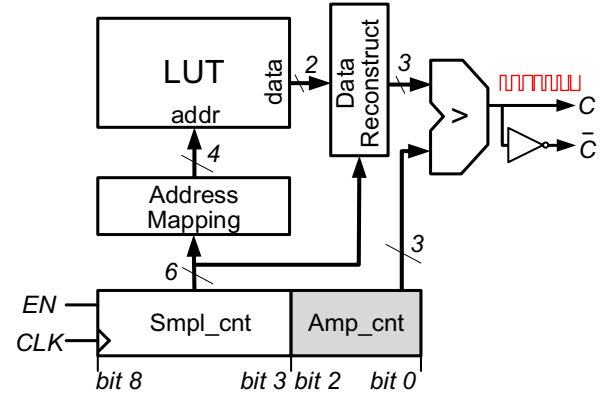 LUT
data
addr
2
Data
Reconstruct
3
>
C
C̄
4
Address
Mapping
6
3
EN
CLK
Smpl_cnt
Amp_cnt
bit 8
bit 3
bit 2
bit 0